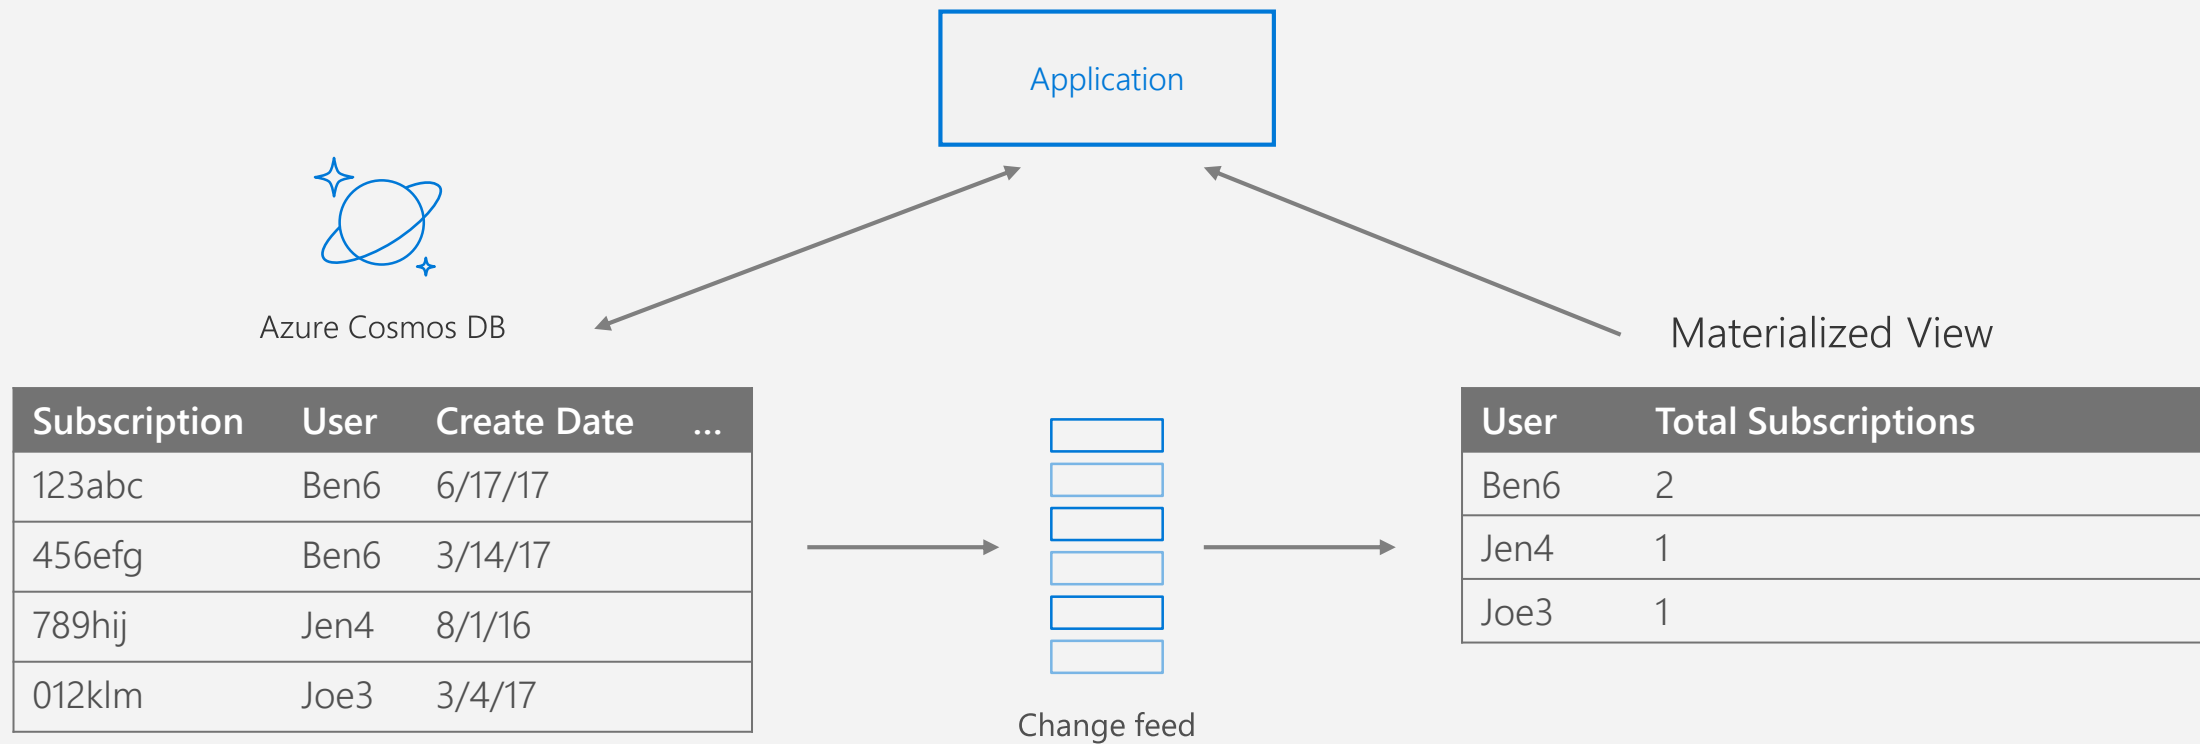 Application
Azure Cosmos DB
Subscription User Create Date ...
123abc Ben6 6/17/17
456efg Ben6 3/14/17
789hij Jen4 8/1/16
012klm Joe3 3/4/17
Change feed
Materialized View
User Total Subscriptions
Ben6 2
Jen4 1
Joe3 1